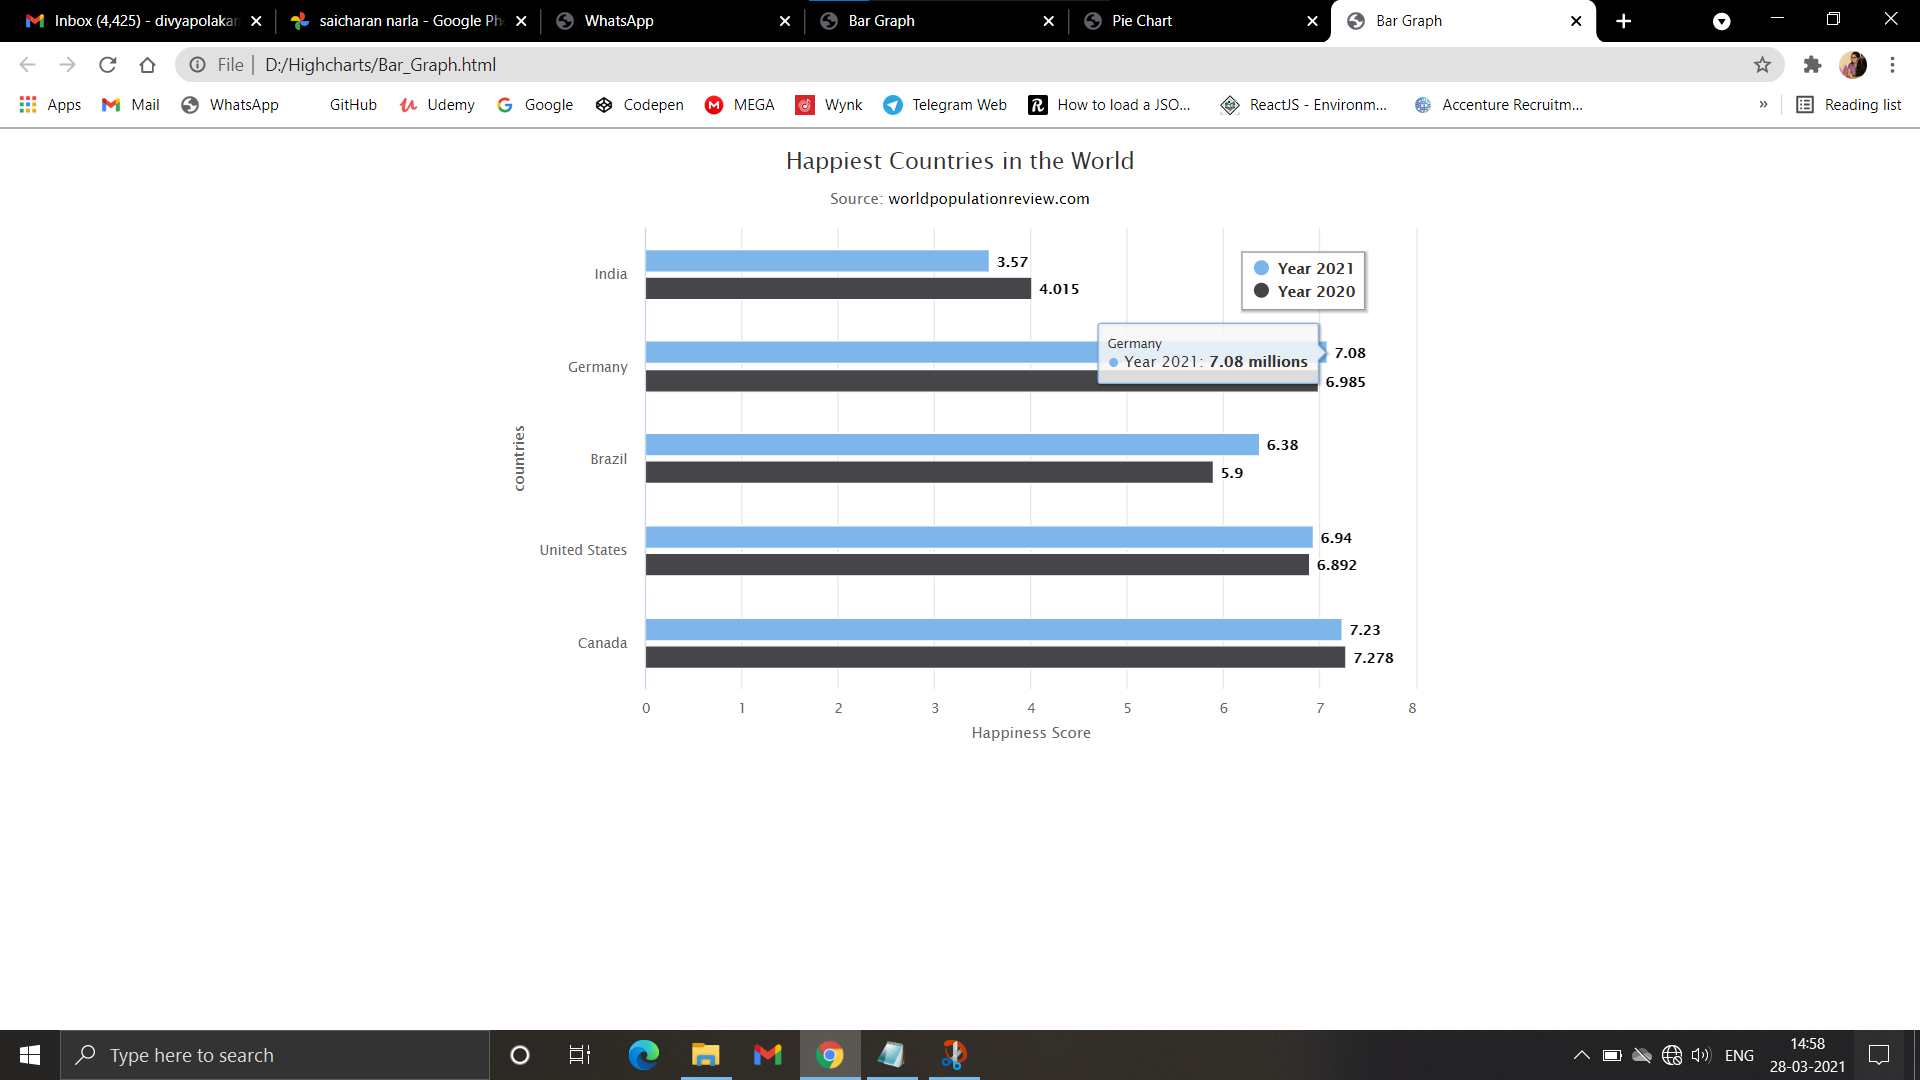 Inbox (4,425) - divyapolakan
saicharan narla - Google Ph
WhatsApp
Bar Graph
Pie Chart
Bar Graph
File | D:/Highcharts/Bar_Graph.html
Apps
Mail
WhatsApp
GitHub
Udemy
Google
Codepen
MEGA
Wynk
Telegram Web
How to load a JSO...
ReactJS - Environm...
Accenture Recruitm...
»
Reading list
Happiest Countries in the World
Source: worldpopulationreview.com
India
3.57
4.015
Year 2021
Year 2020
Germany
7.08
6.985
Germany
Year 2021: 7.08 millions
countries
Brazil
6.38
5.9
United States
6.94
6.892
Canada
7.23
7.278
0 1 2 3 4 5 6 7 8
Happiness Score
Type here to search
ENG
14:58
28-03-2021